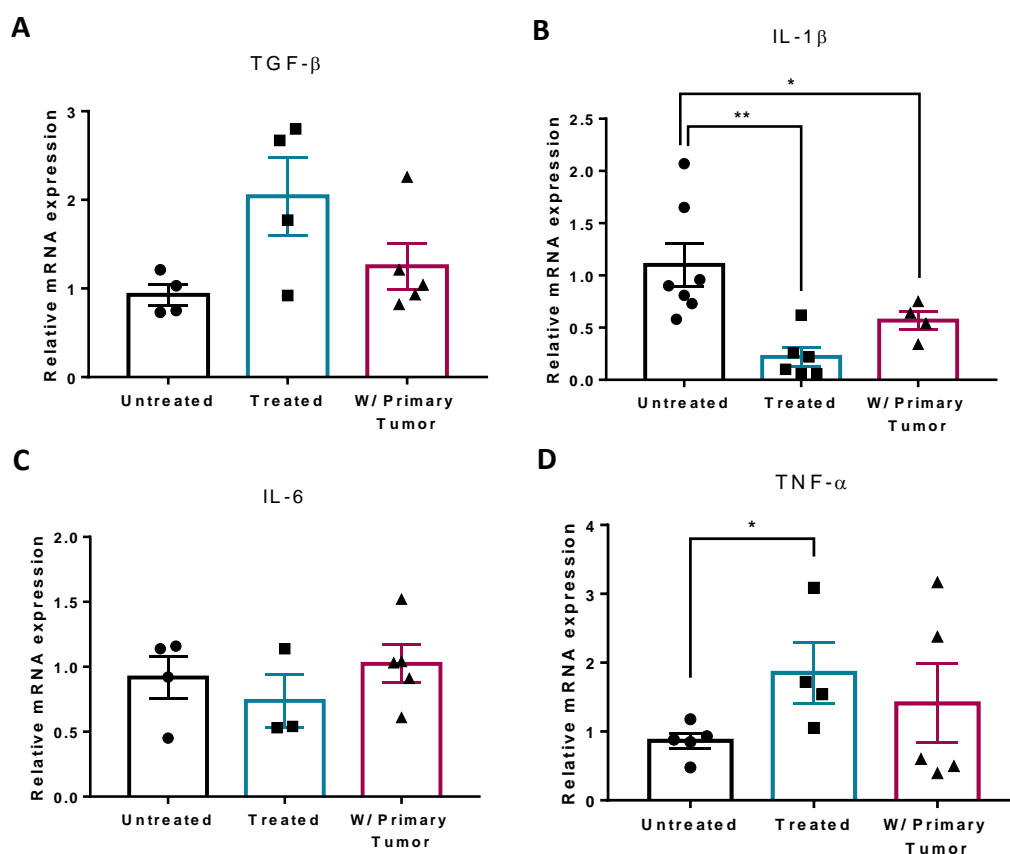 A
TGF-β
Relative mRNA expression
3
2
1
0
Untreated
Treated
W/ Primary
Tumor
B
IL-1β
*
**
Relative mRNA expression
2.5
2.0
1.5
1.0
0.5
0.0
Untreated
Treated
W/ Primary
Tumor
C
IL-6
Relative mRNA expression
2.0
1.5
1.0
0.5
0.0
Untreated
Treated
W/ Primary
Tumor
D
TNF-α
*
Relative mRNA expression
4
3
2
1
0
Untreated
Treated
W/ Primary
Tumor